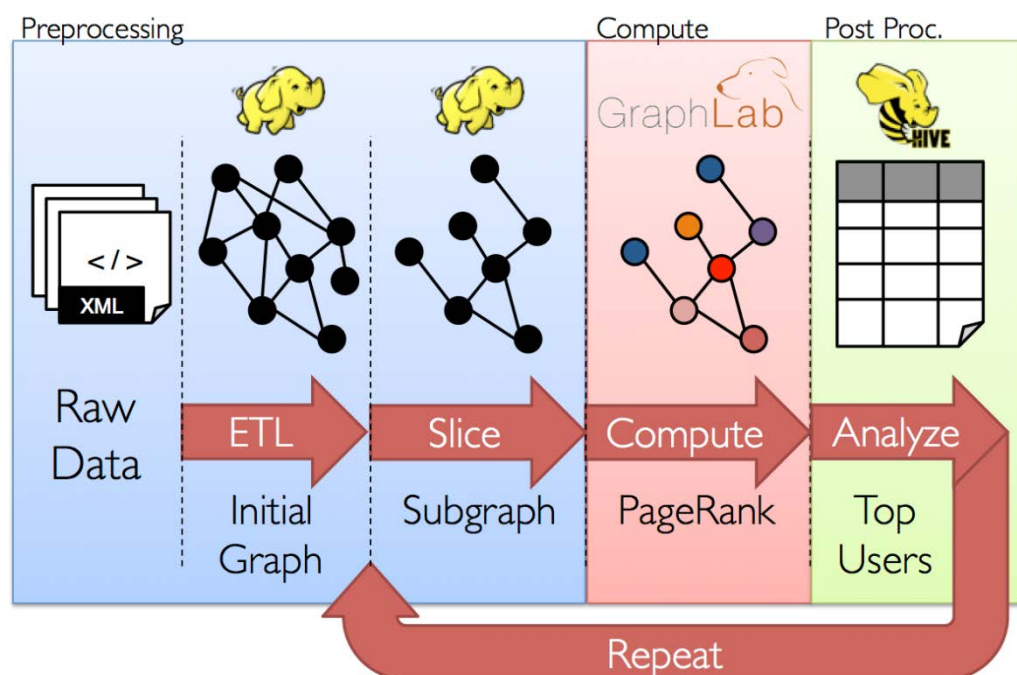 Preprocessing
Compute
Post Proc.
GraphLab
HIVE
</>
XML
Raw
Data
ETL
Slice
Compute
Analyze
Initial
Graph
Subgraph
PageRank
Top
Users
Repeat